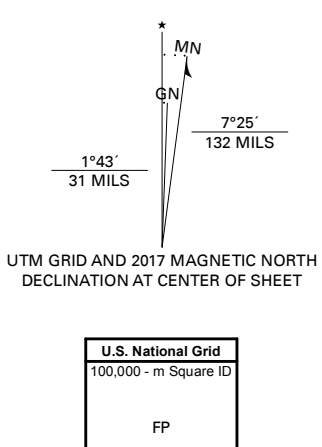 ★
MN
GN
7°25´
132 MILS
1°43´
31 MILS
UTM GRID AND 2017 MAGNETIC NORTH
DECLINATION AT CENTER OF SHEET
U.S. National Grid
100,000 - m Square ID
FP